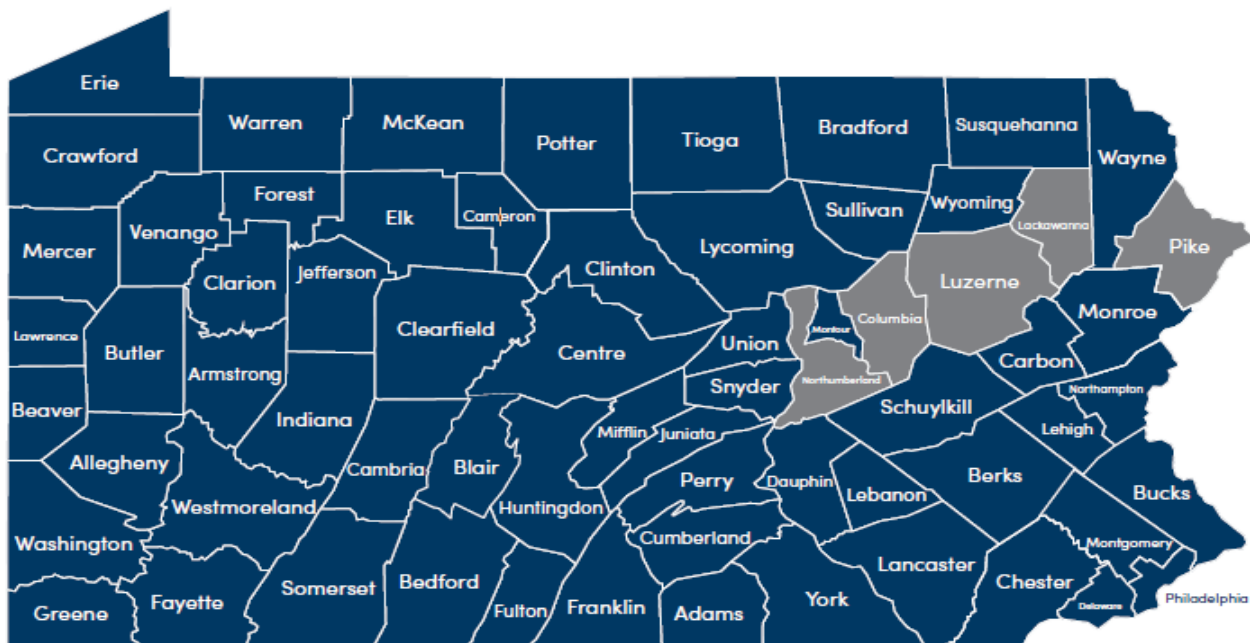 Erie
Warren
McKean
Potter
Tioga
Bradford
Susquehanna
Wayne
Crawford
Forest
Elk
Cameron
Sullivan
Wyoming
Lackawanna
Pike
Mercer
Venango
Clarion
Jefferson
Clinton
Lycoming
Luzerne
Monroe
Lawrence
Butler
Clearfield
Centre
Union
Montour
Columbia
Carbon
Armstrong
Snyder
Northumberland
Northampton
Beaver
Indiana
Mifflin
Juniata
Schuylkill
Lehigh
Allegheny
Cambria
Blair
Perry
Dauphin
Lebanon
Berks
Bucks
Westmoreland
Huntingdon
Washington
Cumberland
Montgomery
Greene
Fayette
Somerset
Bedford
Fulton
Franklin
Adams
York
Lancaster
Chester
Delaware
Philadelphia